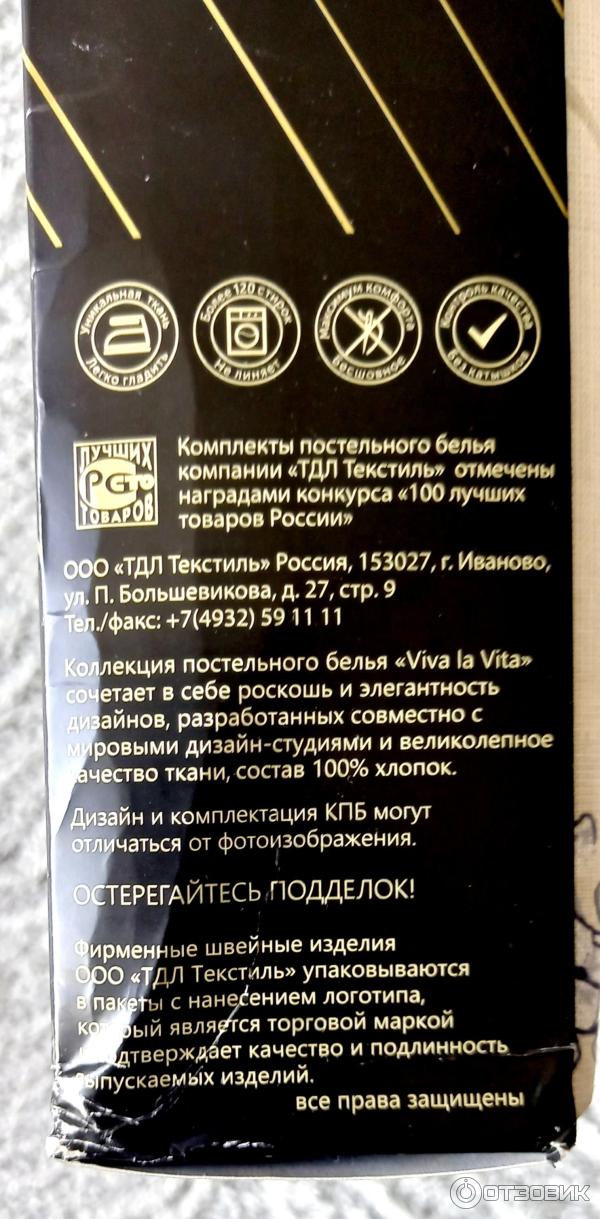 Уникальная ткань
Легко гладить
Более 120 стирок
Не линяет
Максимум комфорта
Бесшовное
Контроль качества
Без катышков
ЛУЧШИХ
ТОВАРОВ
Комплекты постельного белья
компании «ТДЛ Текстиль» отмечены
наградами конкурса «100 лучших
товаров России»
ООО «ТДЛ Текстиль» Россия, 153027, г. Иваново,
ул. П. Большевикова, д. 27, стр. 9
Тел./факс: +7(4932) 59 11 11
Коллекция постельного белья «Viva la Vita»
сочетает в себе роскошь и элегантность
дизайнов, разработанных совместно с
мировыми дизайн-студиями и великолепное
качество ткани, состав 100% хлопок.
Дизайн и комплектация КПБ могут
отличаться от фотоизображения.
ОСТЕРЕГАЙТЕСЬ ПОДДЕЛОК!
Фирменные швейные изделия
ООО «ТДЛ Текстиль» упаковываются
в пакеты с нанесением логотипа,
который является торговой маркой
и подтверждает качество и подлинность
выпускаемых изделий.
все права защищены
ОТЗОВИК